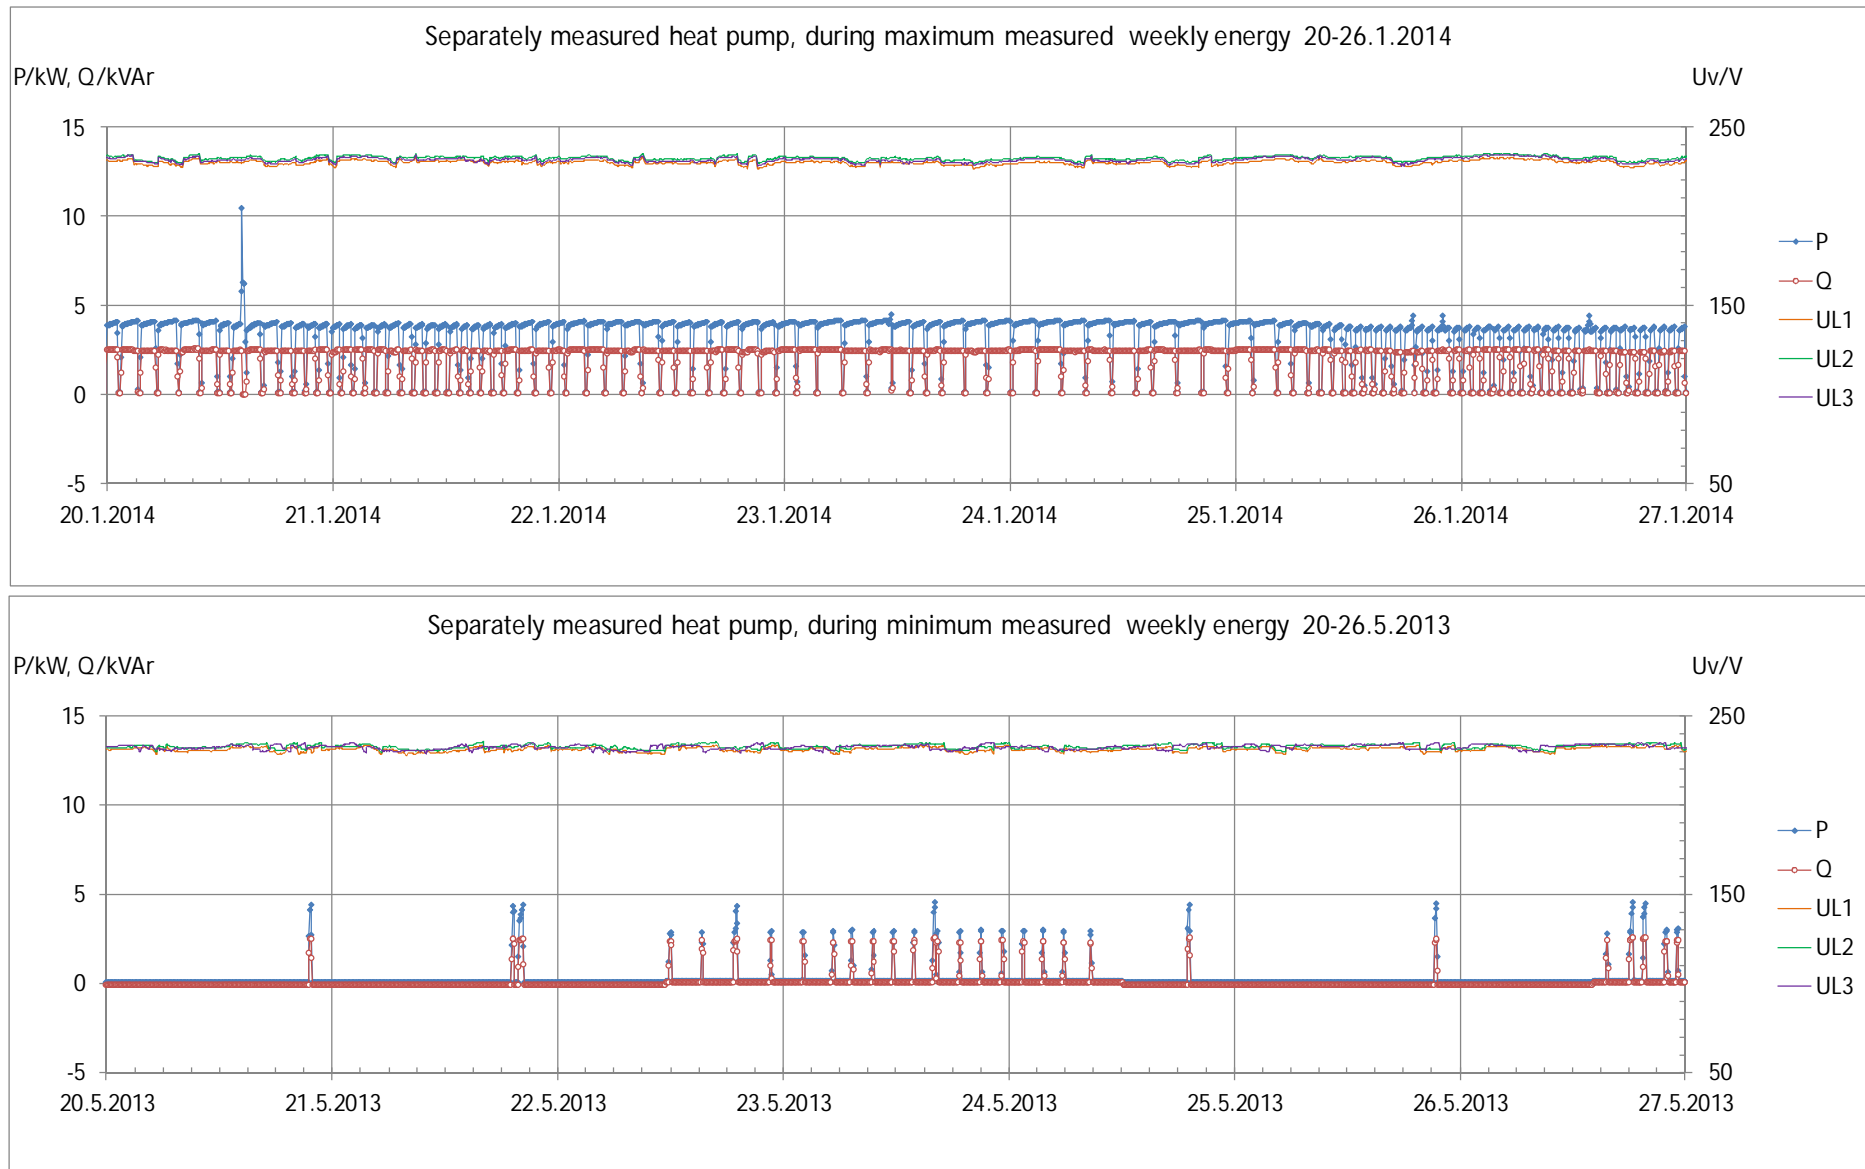 Separately measured heat pump, during maximum measured weekly energy 20-26.1.2014
P/kW, Q/kVAr
Uv/V
15
10
5
0
-5
250
150
50
20.1.2014
21.1.2014
22.1.2014
23.1.2014
24.1.2014
25.1.2014
26.1.2014
27.1.2014
P
Q
UL1
UL2
UL3
Separately measured heat pump, during minimum measured weekly energy 20-26.5.2013
P/kW, Q/kVAr
Uv/V
15
10
5
0
-5
250
150
50
20.5.2013
21.5.2013
22.5.2013
23.5.2013
24.5.2013
25.5.2013
26.5.2013
27.5.2013
P
Q
UL1
UL2
UL3